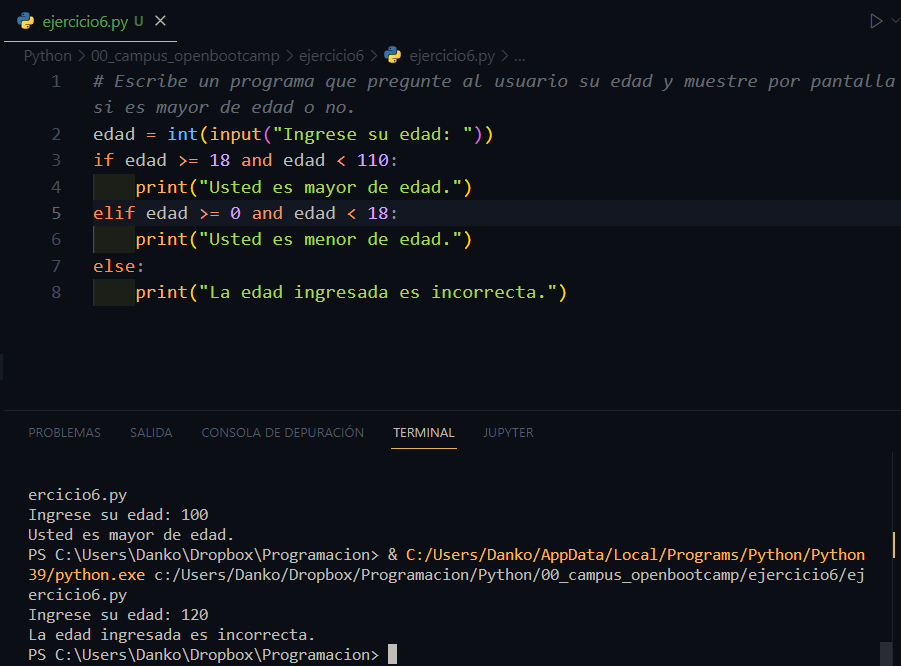 ejercicio6.py U
Python > 00_campus_openbootcamp > ejercicio6 > ejercicio6.py > ...
1 # Escribe un programa que pregunte al usuario su edad y muestre por pantalla
si es mayor de edad o no.
2 edad = int(input("Ingrese su edad: "))
3 if edad >= 18 and edad < 110:
4 print("Usted es mayor de edad.")
5 elif edad >= 0 and edad < 18:
6 print("Usted es menor de edad.")
7 else:
8 print("La edad ingresada es incorrecta.")
PROBLEMAS SALIDA CONSOLA DE DEPURACIÓN TERMINAL JUPYTER
ercicio6.py
Ingrese su edad: 100
Usted es mayor de edad.
PS C:\Users\Danko\Dropbox\Programacion> & C:/Users/Danko/AppData/Local/Programs/Python/Python
39/python.exe c:/Users/Danko/Dropbox/Programacion/Python/00_campus_openbootcamp/ejercicio6/ej
ercicio6.py
Ingrese su edad: 120
La edad ingresada es incorrecta.
PS C:\Users\Danko\Dropbox\Programacion>